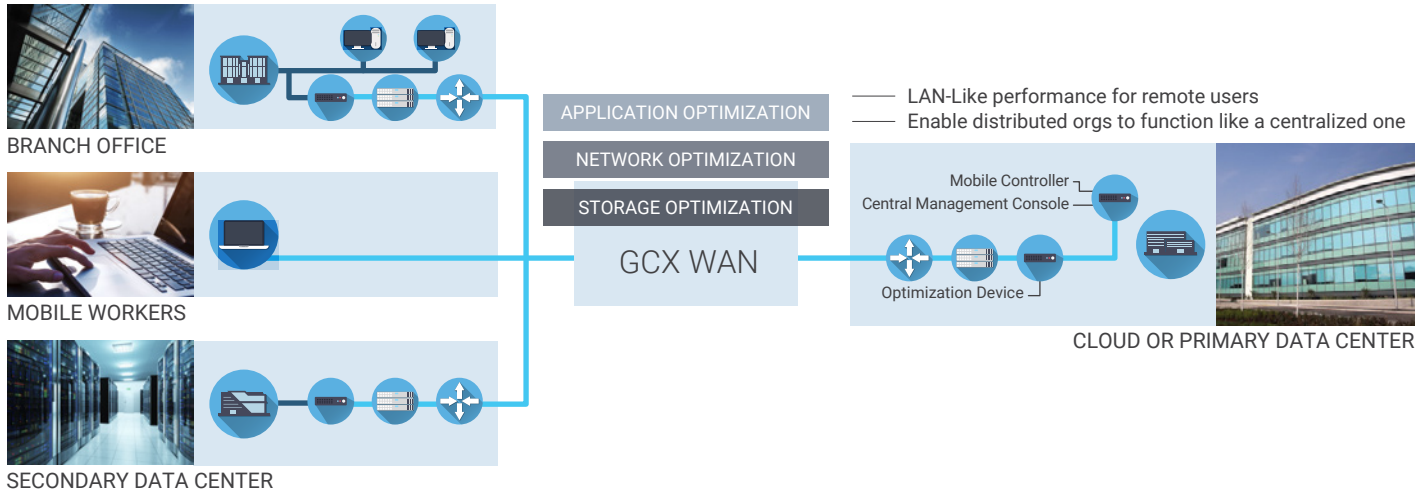 BRANCH OFFICE
MOBILE WORKERS
SECONDARY DATA CENTER
APPLICATION OPTIMIZATION
NETWORK OPTIMIZATION
STORAGE OPTIMIZATION
GCX WAN
LAN-Like performance for remote users
Enable distributed orgs to function like a centralized one
Mobile Controller
Central Management Console
Optimization Device
CLOUD OR PRIMARY DATA CENTER